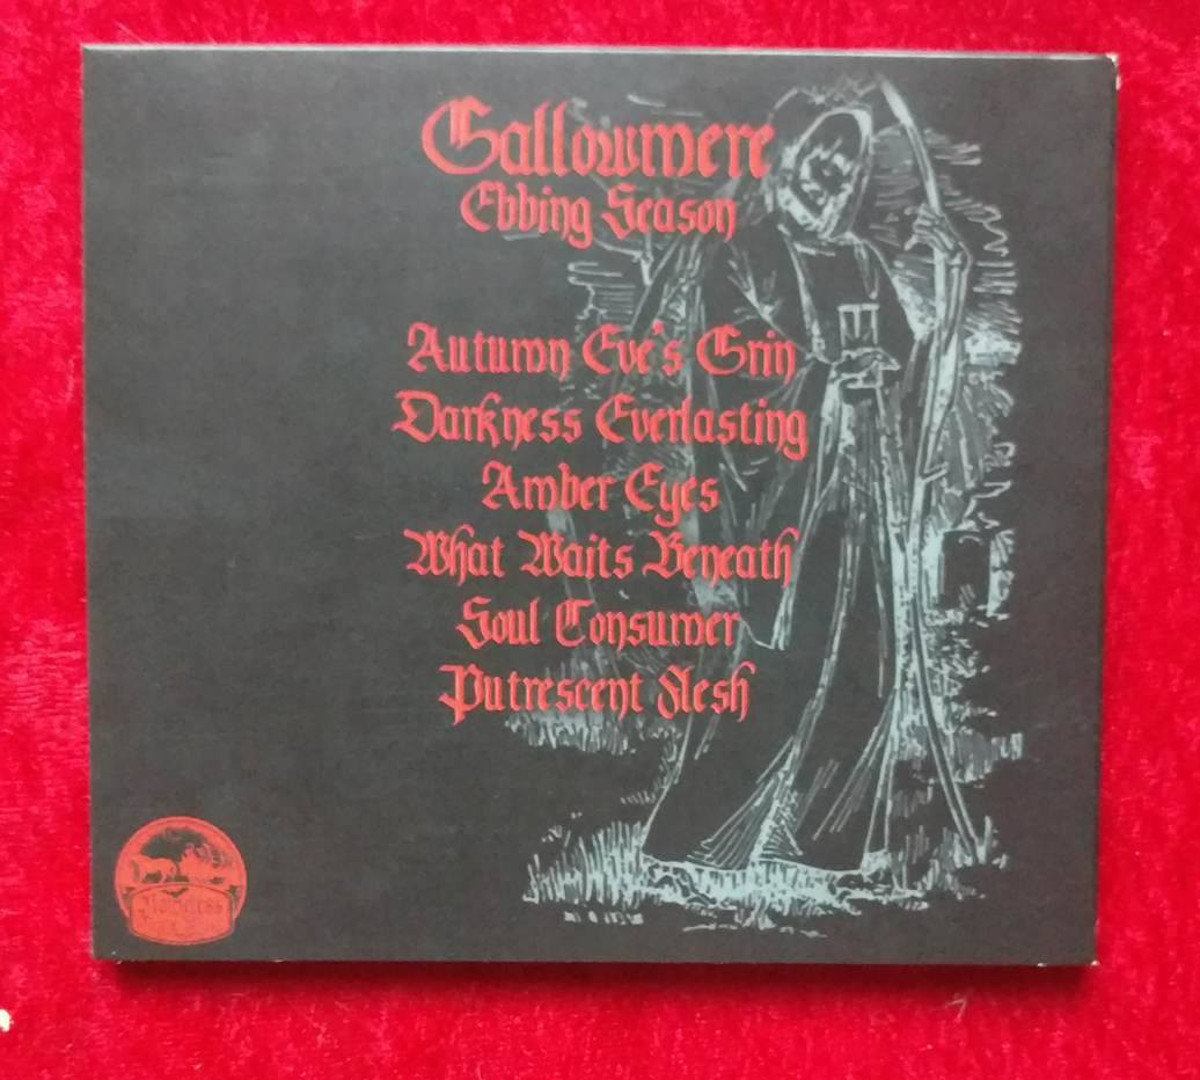 Gallowmere
Ebbing Season
Autumn Eve's Grin
Darkness Everlasting
Amber Eyes
What Waits Beneath
Soul Consumer
Putrescent Flesh